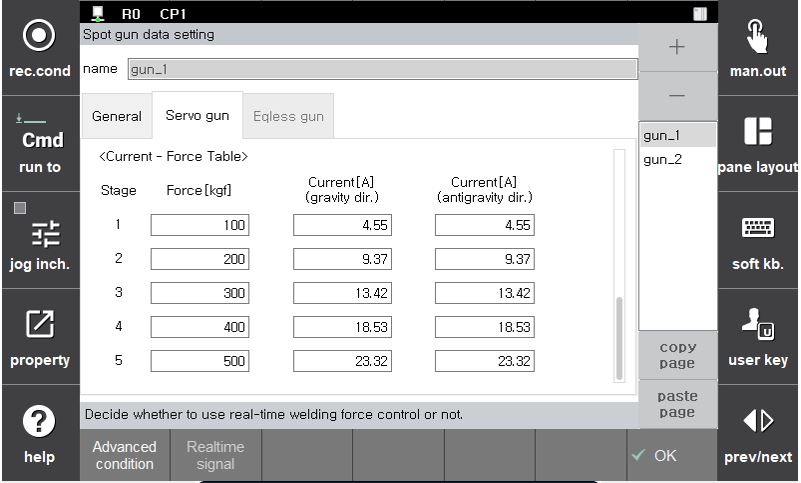 R0 CP1
Spot gun data setting
name gun_1
General Servo gun Eqless gun
<Current - Force Table>
Stage Force[kgf] Current[A] (gravity dir.) Current[A] (antigravity dir.)
1 100 4.55 4.55
2 200 9.37 9.37
3 300 13.42 13.42
4 400 18.53 18.53
5 500 23.32 23.32
Decide whether to use real-time welding force control or not.
Advanced condition
Realtime signal
OK
rec.cond
Cmd
run to
jog inch.
property
?
help
+
—
gun_1
gun_2
copy page
paste page
man.out
pane layout
soft kb.
U
user key
prev/next